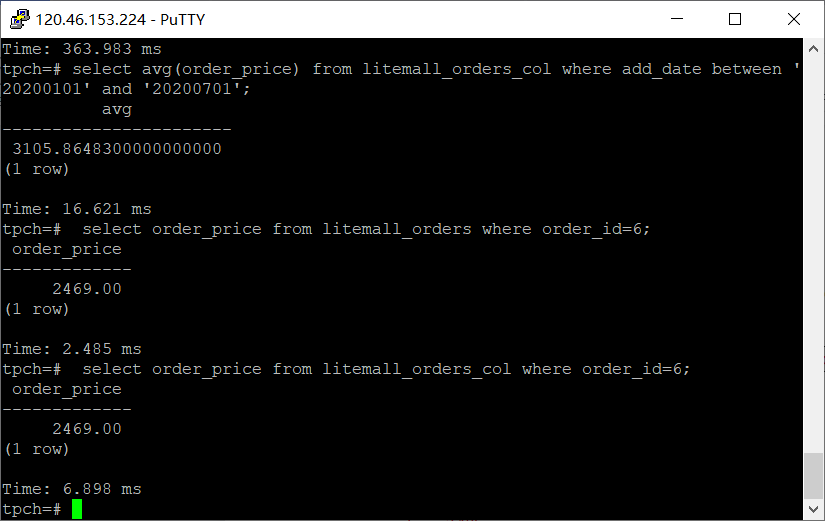 120.46.153.224 - PuTTY
Time: 363.983 ms
tpch=# select avg(order_price) from litemall_orders_col where add_date between '
20200101' and '20200701';
          avg
-----------------------
 3105.8648300000000000
(1 row)

Time: 16.621 ms
tpch=#  select order_price from litemall_orders where order_id=6;
 order_price
-------------
     2469.00
(1 row)

Time: 2.485 ms
tpch=#  select order_price from litemall_orders_col where order_id=6;
 order_price
-------------
     2469.00
(1 row)

Time: 6.898 ms
tpch=#